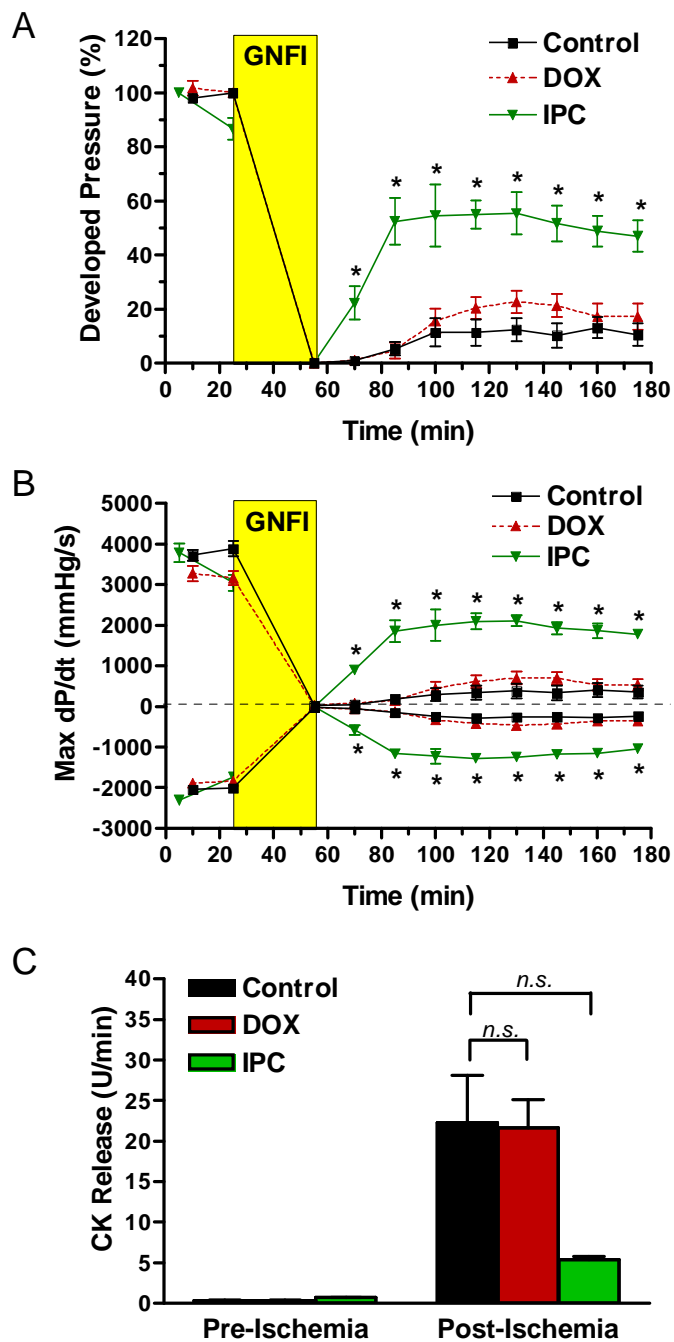 A
Developed Pressure (%)
120
100
80
60
40
20
0
GNFI
Control
DOX
IPC
* * * * * * * *
0 20 40 60 80 100 120 140 160 180
Time (min)
B
Max dP/dt (mmHg/s)
5000
4000
3000
2000
1000
0
-1000
-2000
-3000
GNFI
Control
DOX
IPC
* * * * * * * *
* * * * * * * *
0 20 40 60 80 100 120 140 160 180
Time (min)
C
CK Release (U/min)
40
35
30
25
20
15
10
5
0
Control
DOX
IPC
n.s.
n.s.
Pre-Ischemia Post-Ischemia